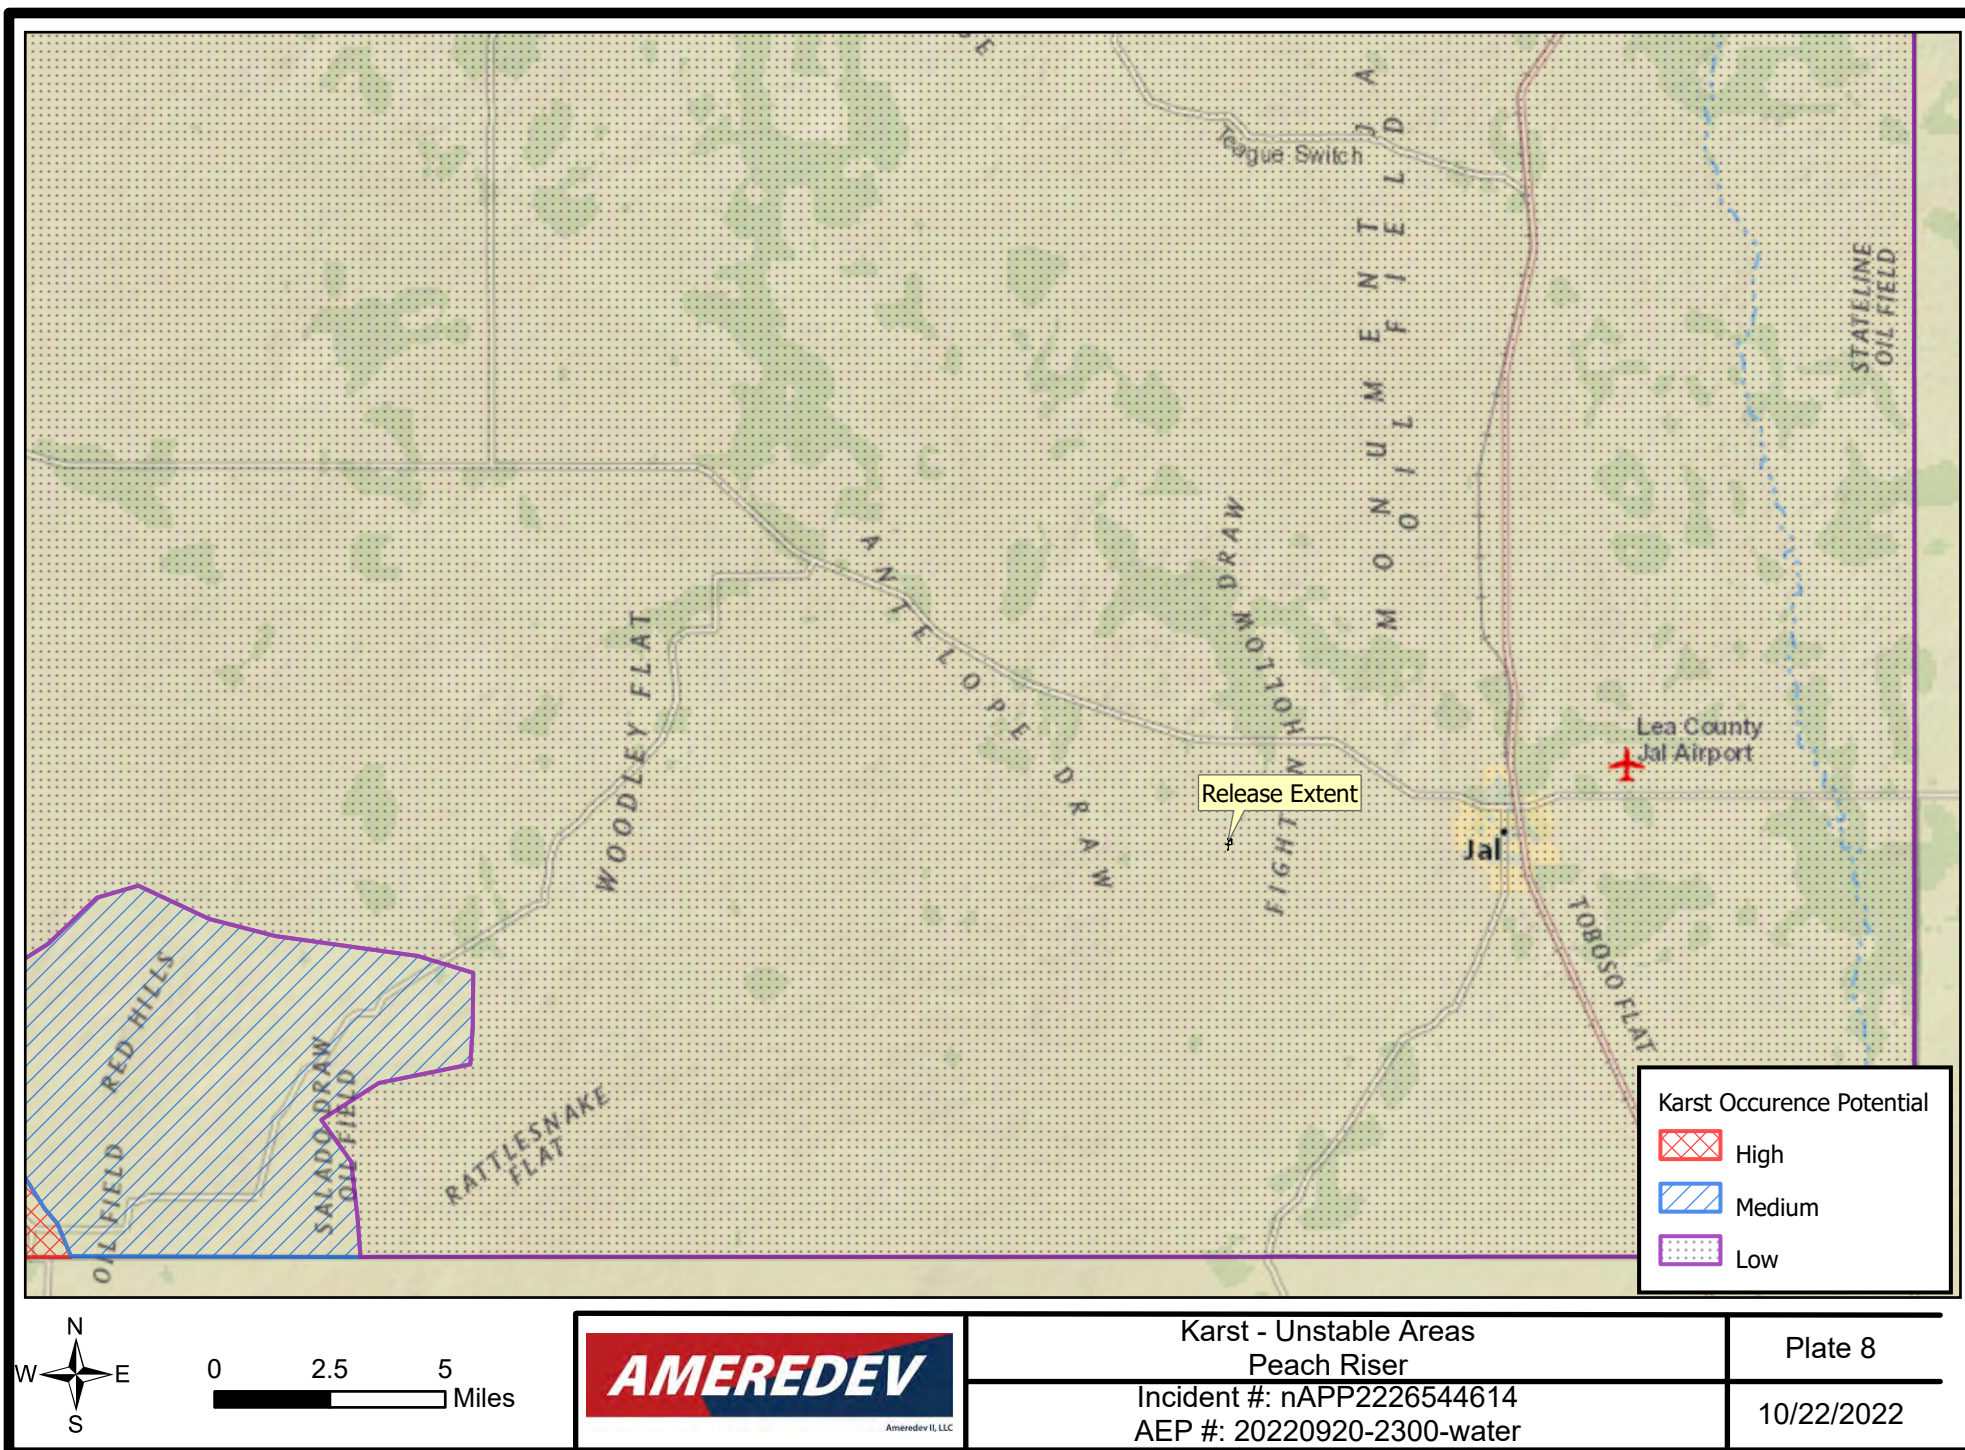 GE
Teague Switch
MONUMENT JA
OIL FIELD
STATELINE
OIL FIELD
ANTELOPE DRAW
FIGHTIN HOLLOW DRAW
WOODLEY FLAT
Lea County
Jal Airport
Release Extent
Jal
TOBOSO FLAT
RED HILLS
OIL FIELD
SALADO DRAW
OIL FIELD
RATTLESNAKE
FLAT
Karst Occurence Potential
High
Medium
Low
N
W E
S
0 2.5 5
Miles
AMEREDEV
Ameredev II, LLC
Karst - Unstable Areas
Peach Riser
Incident #: nAPP2226544614
AEP #: 20220920-2300-water
Plate 8
10/22/2022